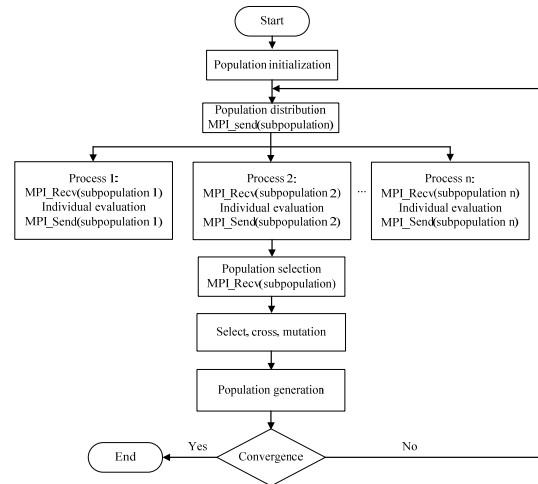 Start
Population initialization
Population distribution
MPI_send(subpopulation)
Process 1:
MPI_Recv(subpopulation 1)
Individual evaluation
MPI_Send(subpopulation 1)
Process 2:
MPI_Recv(subpopulation 2)
Individual evaluation
MPI_Send(subpopulation 2)
...
Process n:
MPI_Recv(subpopulation n)
Individual evaluation
MPI_Send(subpopulation n)
Population selection
MPI_Recv(subpopulation)
Select, cross, mutation
Population generation
Convergence
Yes
No
End